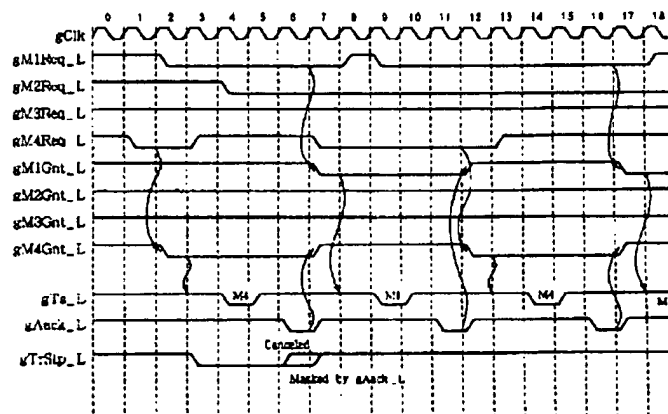 0 1 2 3 4 5 6 7 8 9 10 11 12 13 14 15 16 17 18
gClk
gM1Req_L
gM2Req_L
gM3Req_L
gM4Req_L
gM1Gnt_L
gM2Gnt_L
gM3Gnt_L
gM4Gnt_L
gTs_L M4 M1 M4 M
gAack_L
Canceled
gTrStp_L
Masked by gAack_L